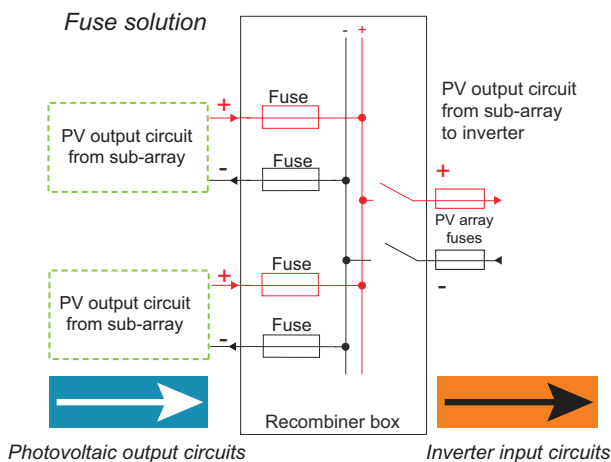 Fuse solution
- +
Fuse
+
PV output circuit
from sub-array
-
Fuse
PV output circuit
from sub-array
to inverter
+
PV array
fuses
-
Fuse
+
PV output circuit
from sub-array
-
Fuse
Recombiner box
Photovoltaic output circuits
Inverter input circuits